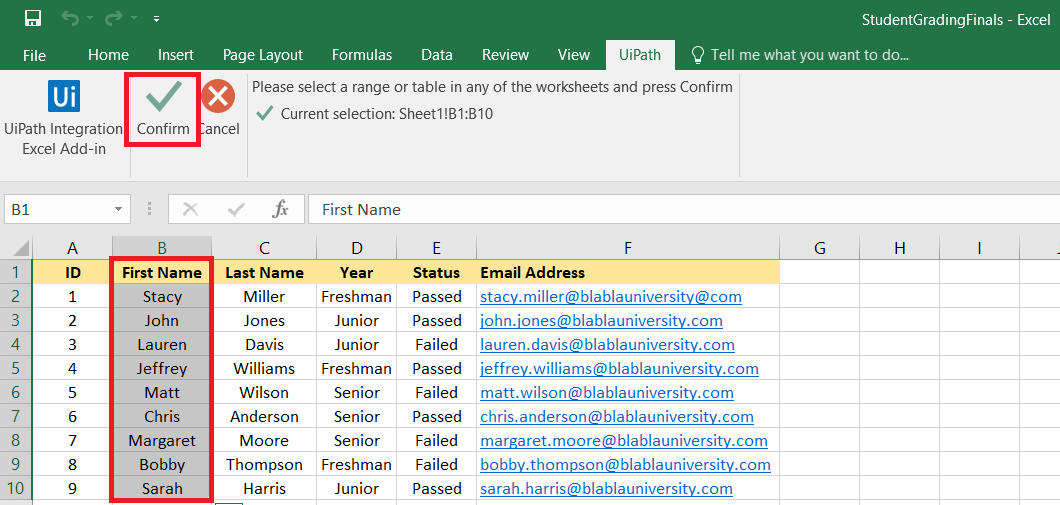 StudentGradingFinals - Excel
File Home Insert Page Layout Formulas Data Review View UiPath Tell me what you want to do...
Ui
UiPath Integration
Excel Add-in
Confirm
Cancel
Please select a range or table in any of the worksheets and press Confirm
Current selection: Sheet1!B1:B10
B1 fx First Name
A B C D E F G H I
1 ID First Name Last Name Year Status Email Address
2 1 Stacy Miller Freshman Passed stacy.miller@blablauniversity@com
3 2 John Jones Junior Passed john.jones@blablauniversity.com
4 3 Lauren Davis Junior Failed lauren.davis@blablauniversity.com
5 4 Jeffrey Williams Freshman Passed jeffrey.williams@blablauniversity.com
6 5 Matt Wilson Senior Failed matt.wilson@blablauniversity.com
7 6 Chris Anderson Senior Passed chris.anderson@blablauniversity.com
8 7 Margaret Moore Senior Failed margaret.moore@blablauniversity.com
9 8 Bobby Thompson Freshman Failed bobby.thompson@blablauniversity.com
10 9 Sarah Harris Junior Passed sarah.harris@blablauniversity.com